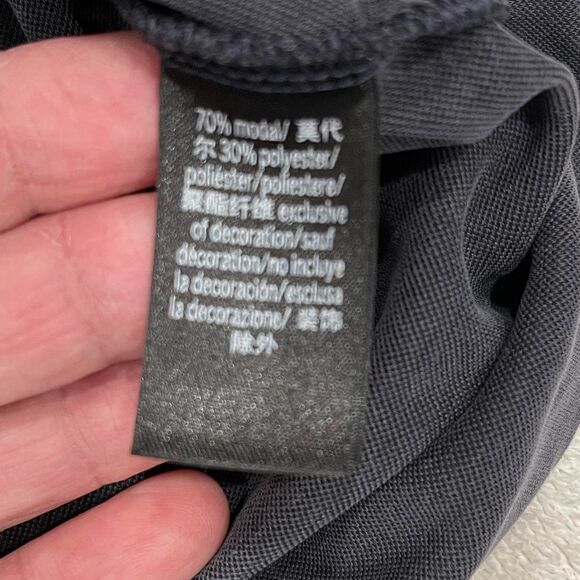 70% modal/ 莫代
尔 30% polyester/
poliéster/poliestere/
聚酯纤维 exclusive
of decoration/sauf
décoration/no incluye
la decoración/esclusa
la decorazione/ 装饰
除外